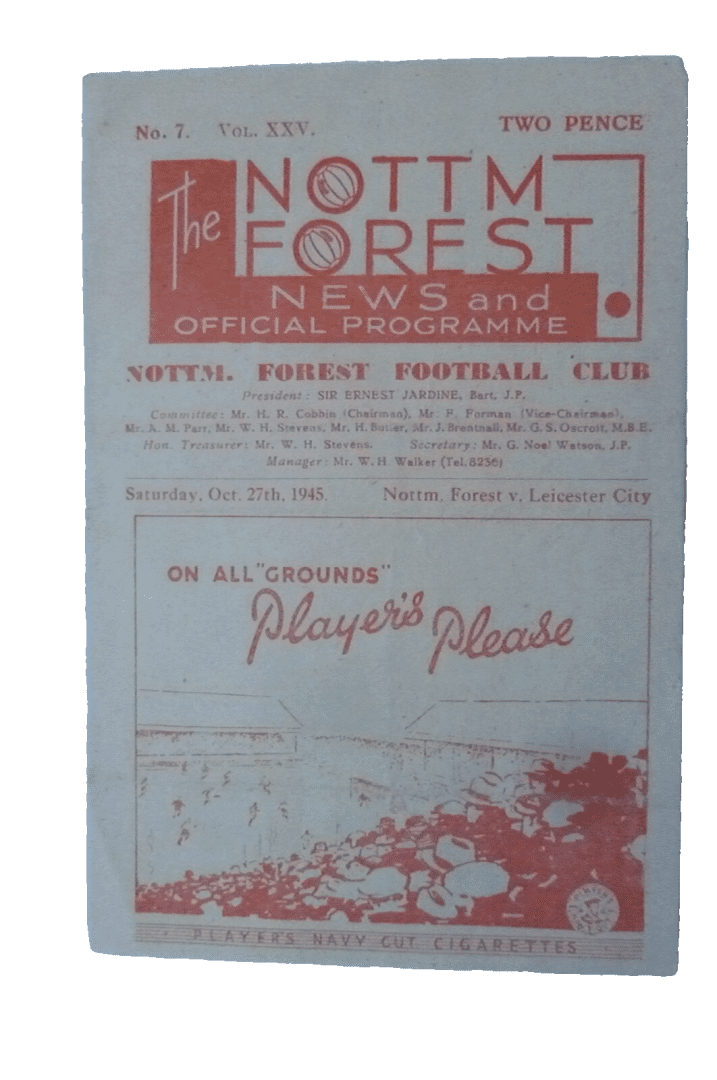 No. 7. VOL. XXV. TWO PENCE
The NOTTM
FOREST
NEWS and
OFFICIAL PROGRAMME
NOTTM. FOREST FOOTBALL CLUB
President: SIR ERNEST JARDINE, Bart, J.P.
Committee: Mr. H. R. Cobbin (Chairman), Mr. F. Forman (Vice-Chairman),
Mr. A. M. Parr, Mr. W. H. Stevens, Mr. H. Butler, Mr. J. Brentnall, Mr. G. S. Oscroft, M.B.E.
Hon. Treasurer: Mr. W. H. Stevens. Secretary: Mr. G. Noel Watson, J.P.
Manager: Mr. W. H. Walker (Tel. 8236)
Saturday, Oct. 27th, 1945. Nottm. Forest v. Leicester City
ON ALL "GROUNDS"
Player's Please
PLAYER'S NAVY CUT CIGARETTES